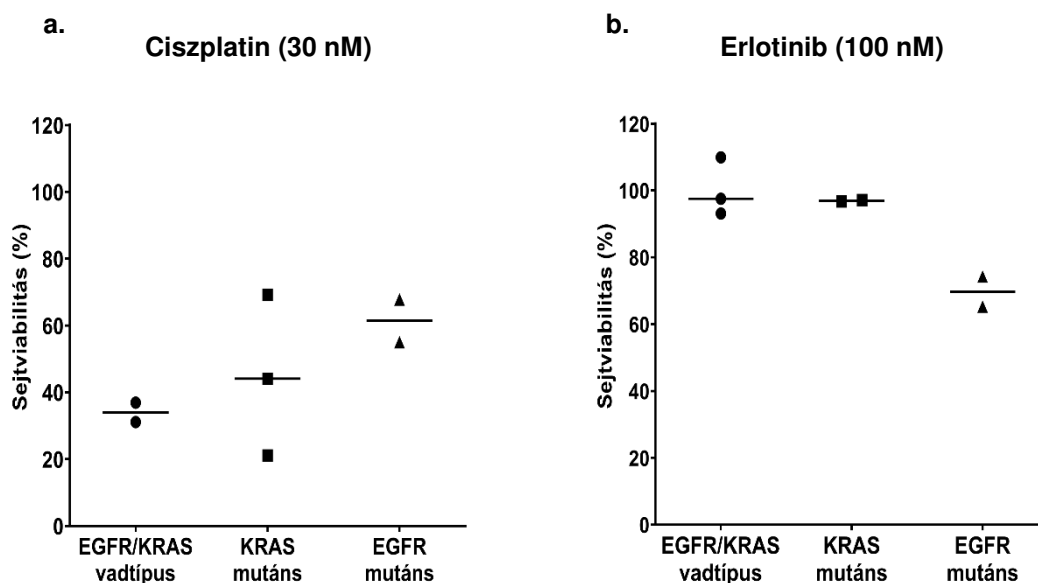 a.
Ciszplatin (30 nM)
Sejtviabilitás (%)
120
100
80
60
40
20
0
EGFR/KRAS
vadtípus
KRAS
mutáns
EGFR
mutáns
b.
Erlotinib (100 nM)
Sejtviabilitás (%)
120
100
80
60
40
20
0
EGFR/KRAS
vadtípus
KRAS
mutáns
EGFR
mutáns